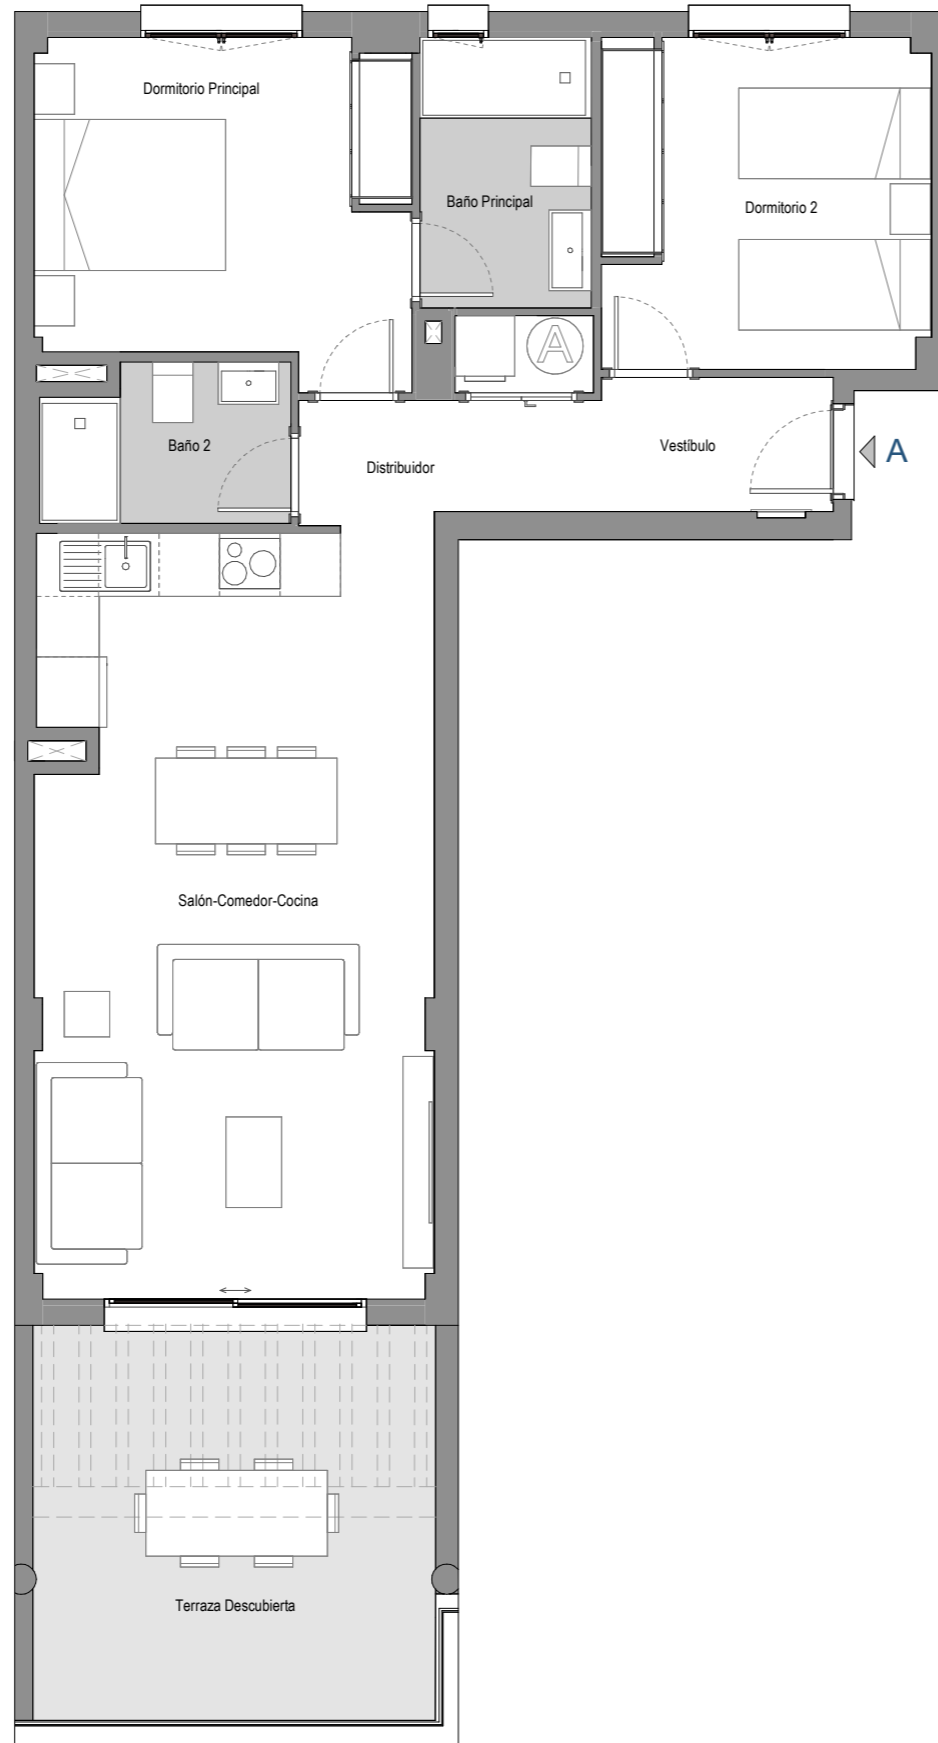 Dormitorio Principal
Baño Principal
Dormitorio 2
A
Baño 2
Distribuidor
Vestíbulo
A
Salón-Comedor-Cocina
Terraza Descubierta